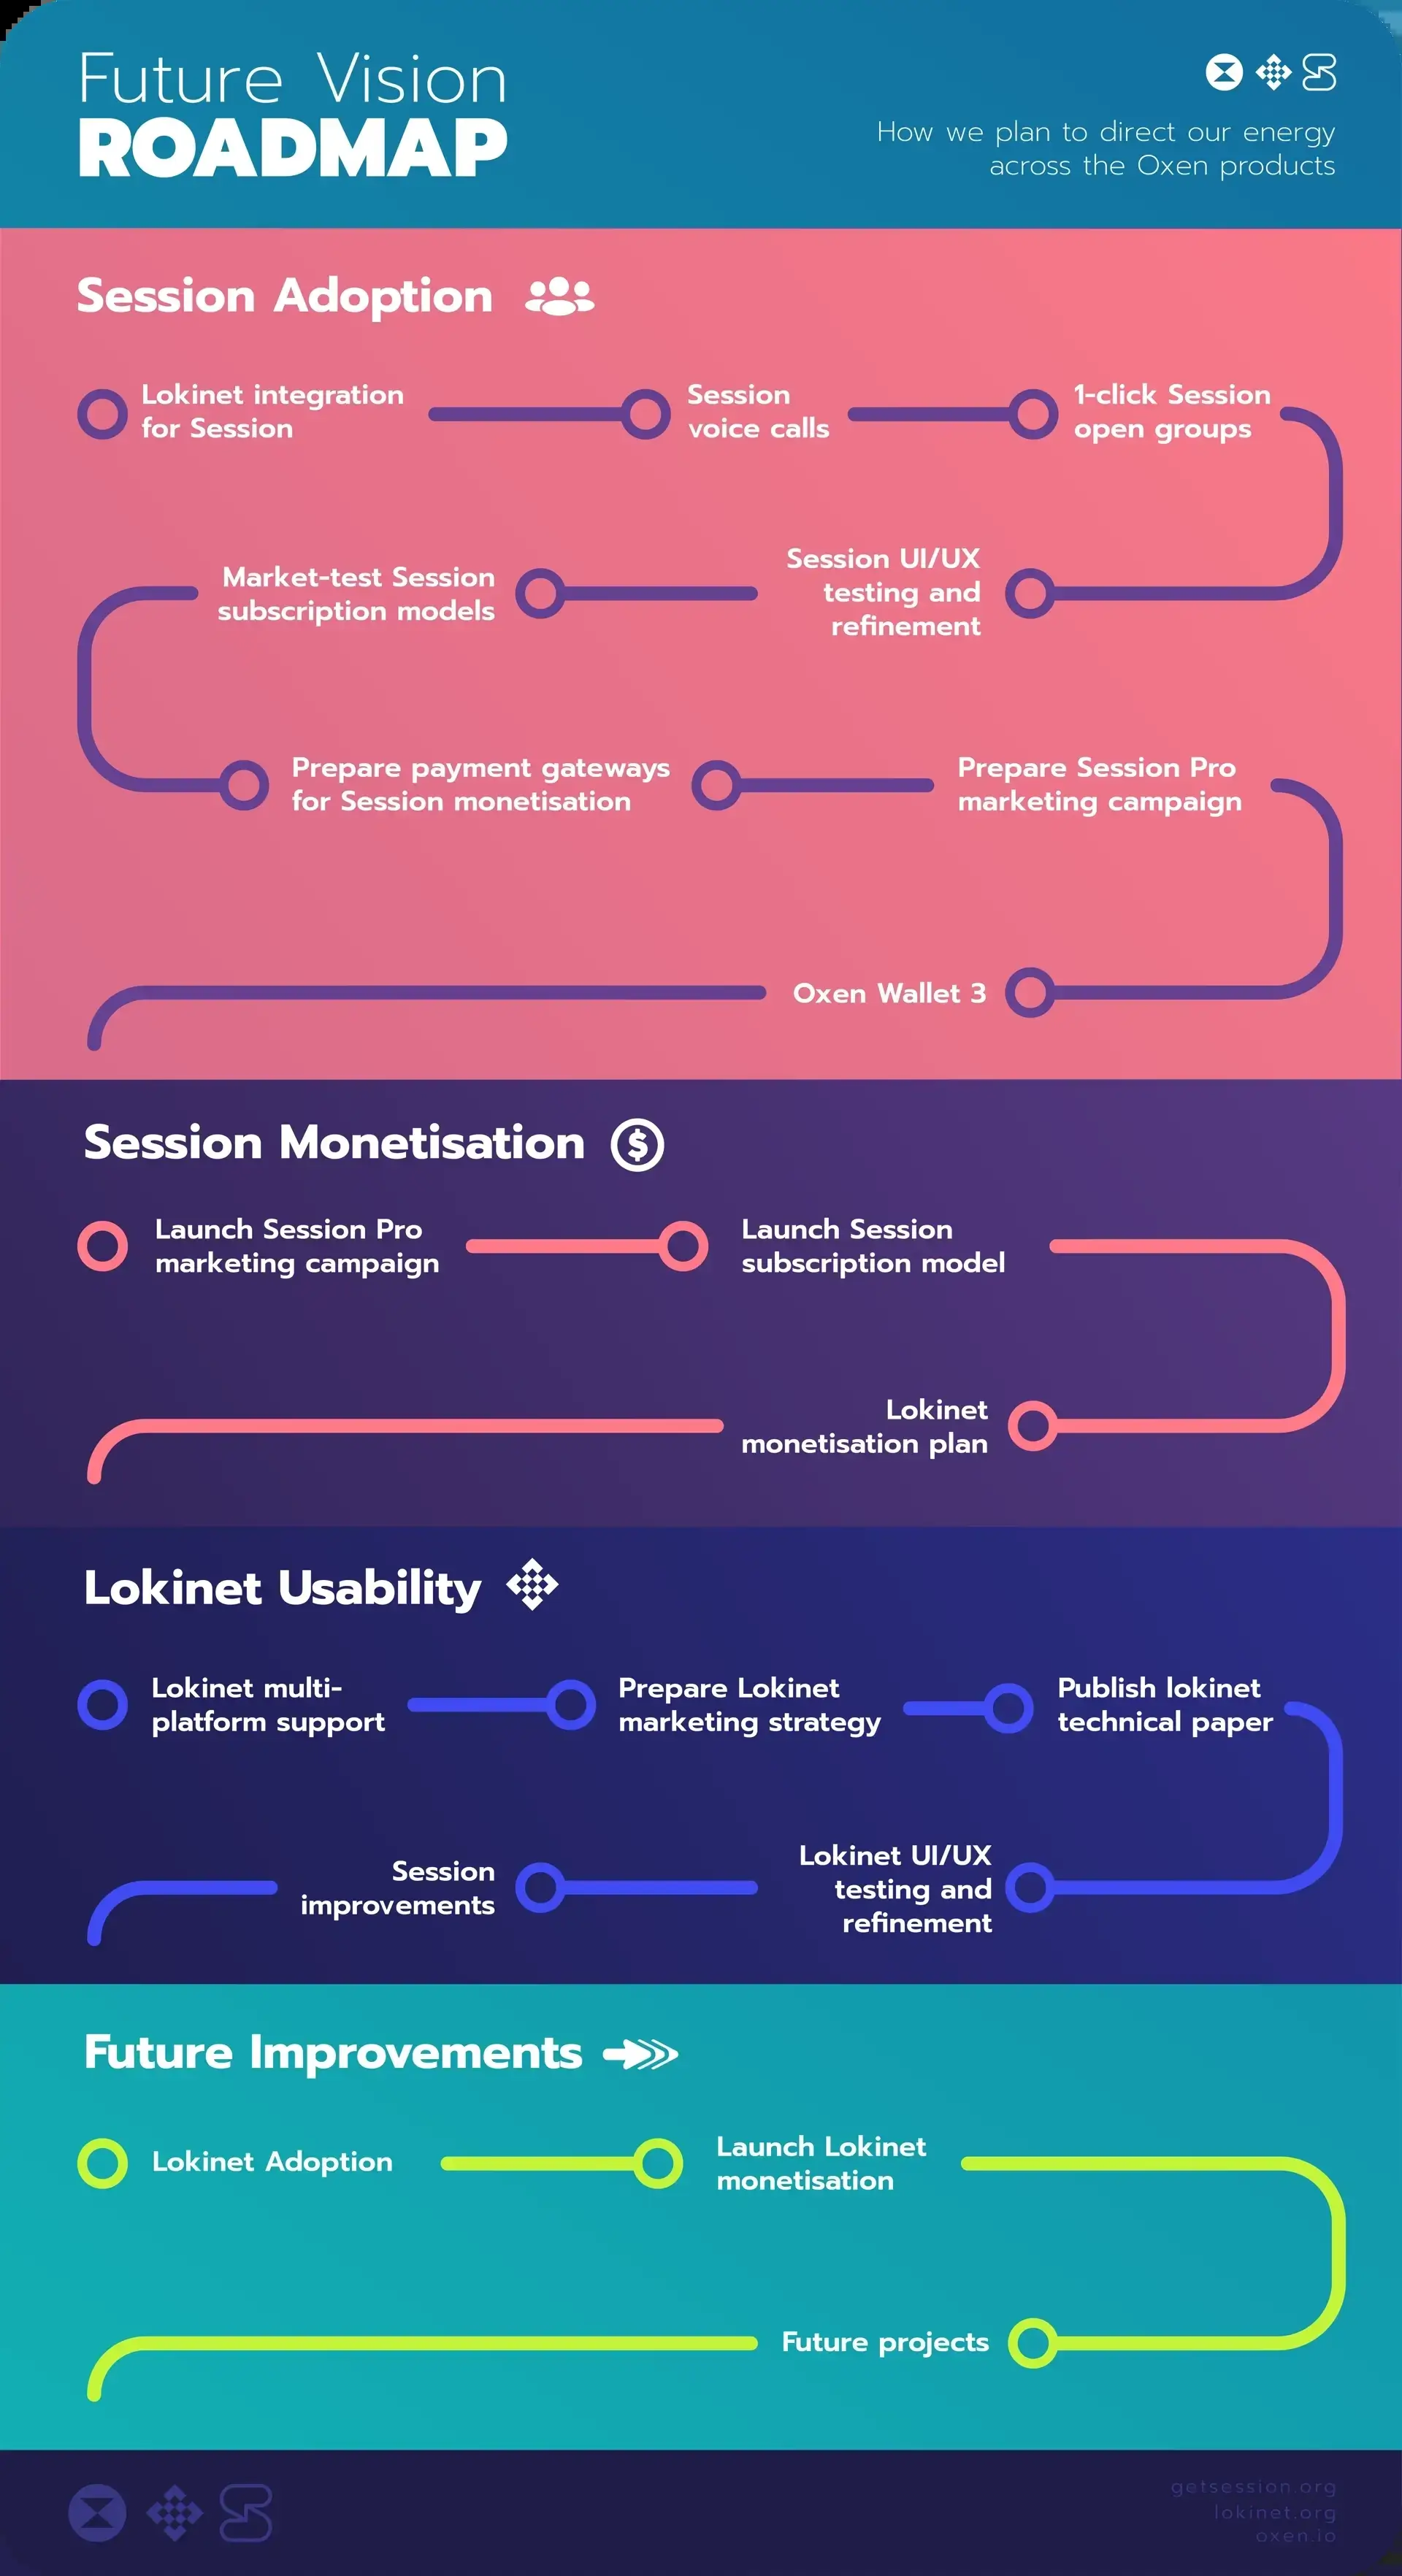 Future Vision
ROADMAP
How we plan to direct our energy
across the Oxen products
Session Adoption
Lokinet integration
for Session
Session
voice calls
1-click Session
open groups
Session UI/UX
testing and
refinement
Market-test Session
subscription models
Prepare payment gateways
for Session monetisation
Prepare Session Pro
marketing campaign
Oxen Wallet 3
Session Monetisation
Launch Session Pro
marketing campaign
Launch Session
subscription model
Lokinet
monetisation plan
Lokinet Usability
Lokinet multi-
platform support
Prepare Lokinet
marketing strategy
Publish lokinet
technical paper
Lokinet UI/UX
testing and
refinement
Session
improvements
Future Improvements
Lokinet Adoption
Launch Lokinet
monetisation
Future projects
getsession.org
lokinet.org
oxen.io